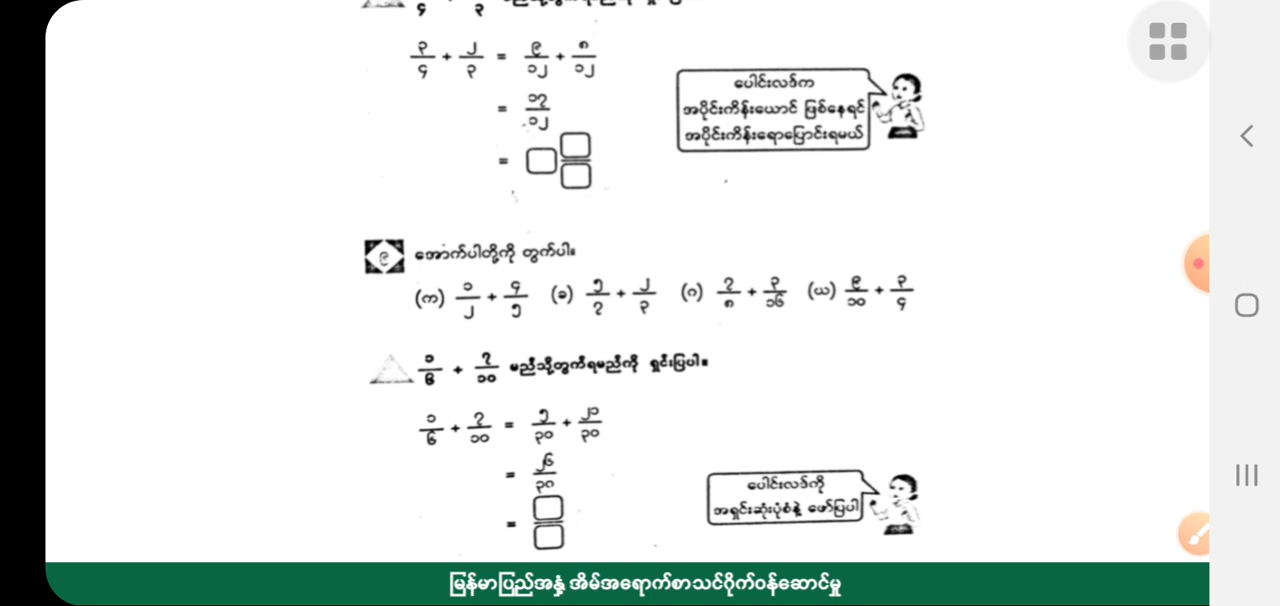 ၃/၄ + ၂/၃ = ၉/၁၂ + ၈/၁၂
= ၁၇/၁၂
=
ပေါင်းလဒ်က
အပိုင်းကိန်းယောင် ဖြစ်နေရင်
အပိုင်းကိန်းရောပြောင်းရမယ်
၉ အောက်ပါတို့ကို တွက်ပါ။
(က) ၁/၂ + ၄/၅ (ခ) ၅/၇ + ၂/၃ (ဂ) ၇/၈ + ၃/၁၆ (ဃ) ၉/၁၀ + ၃/၄
၁/၆ + ၇/၁၀ မည်သို့တွက်ရမည်ကို ရှင်းပြပါ။
၁/၆ + ၇/၁၀ = ၅/၃၀ + ၂၁/၃၀
= ၂၆/၃၀
=
ပေါင်းလဒ်ကို
အရှင်းဆုံးပုံစံနဲ့ ဖော်ပြပါ
မြန်မာပြည်အနှံ့ အိမ်အရောက်စာသင်ဝိုက်ဝန်ဆောင်မှု